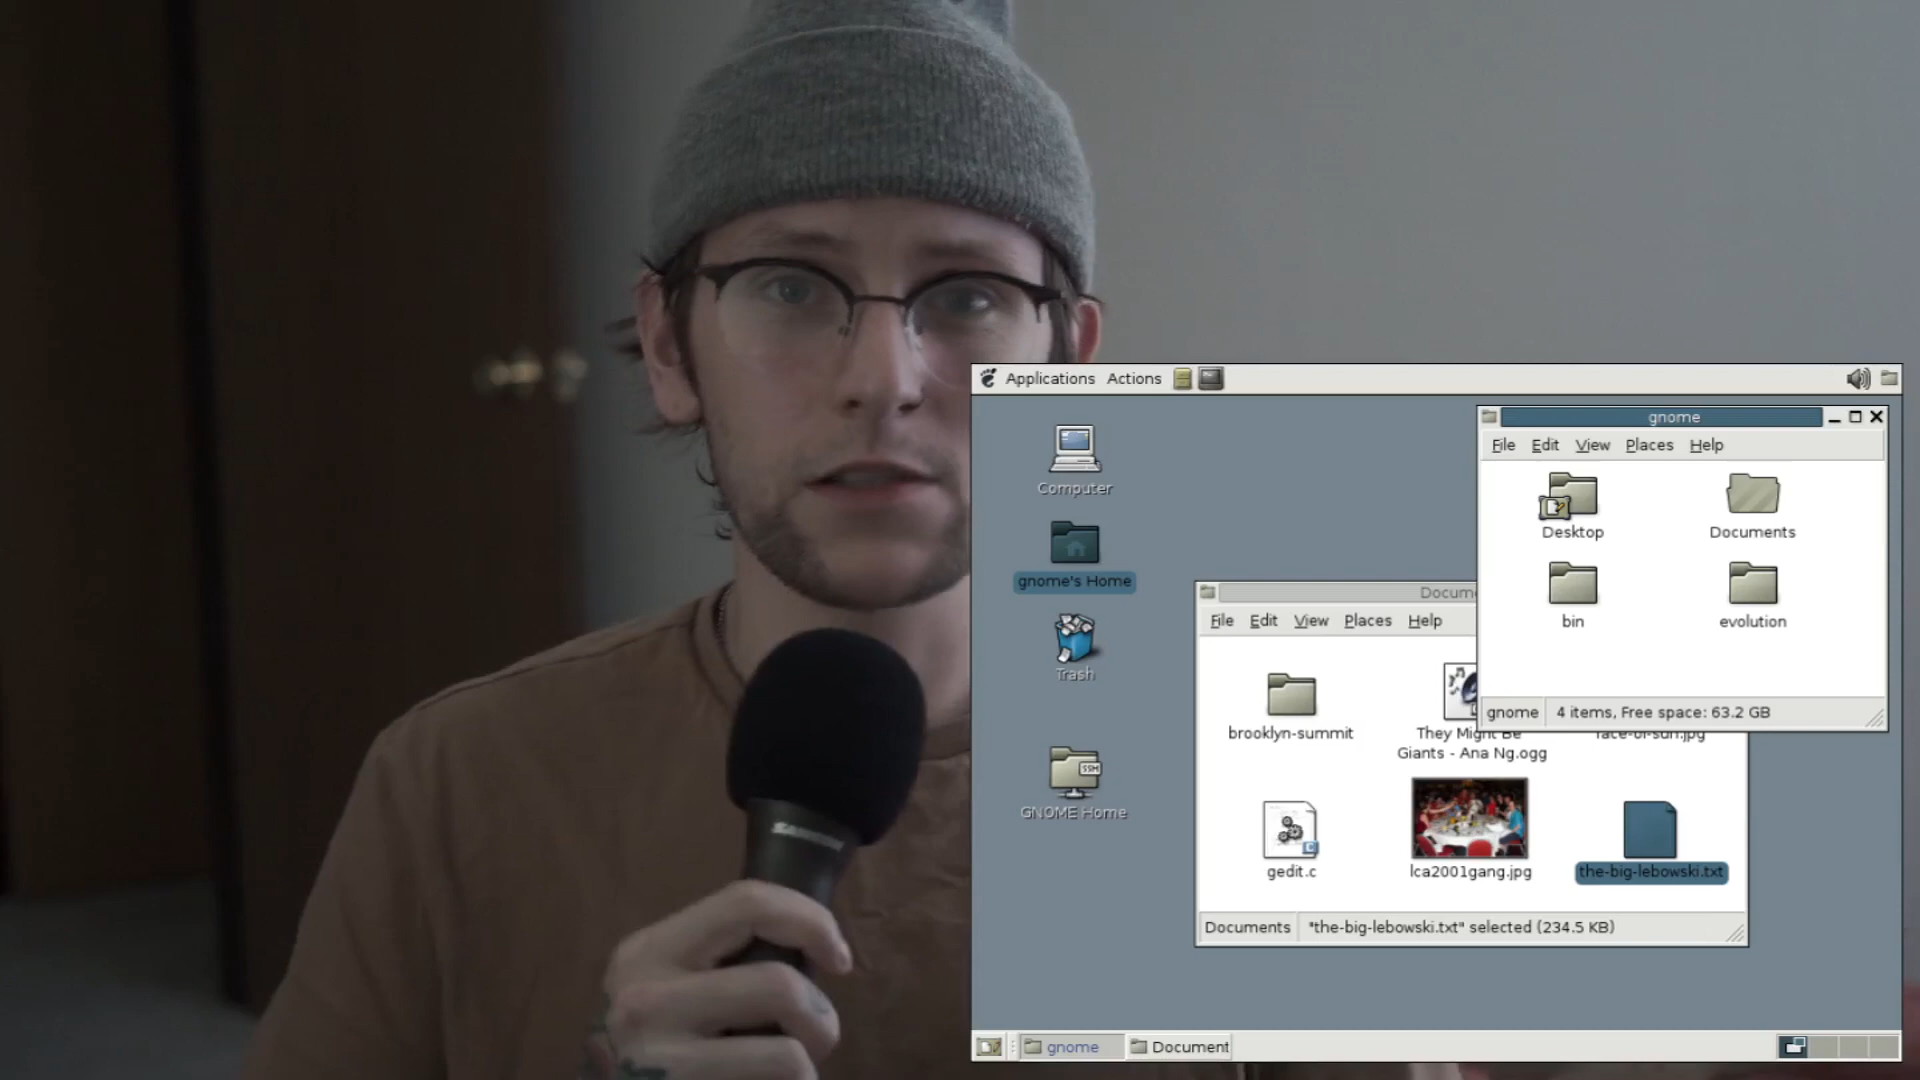 Applications Actions
gnome
File Edit View Places Help
Computer
Desktop
Documents
gnome's Home
bin
evolution
File Edit View Places Help
Trash
gnome 4 items, Free space: 63.2 GB
brooklyn-summit
They Might Be
Giants - Ana Ng.ogg
GNOME Home
SSH
gedit.c
lca2001gang.jpg
the-big-lebowski.txt
Documents "the-big-lebowski.txt" selected (234.5 KB)
gnome
Document